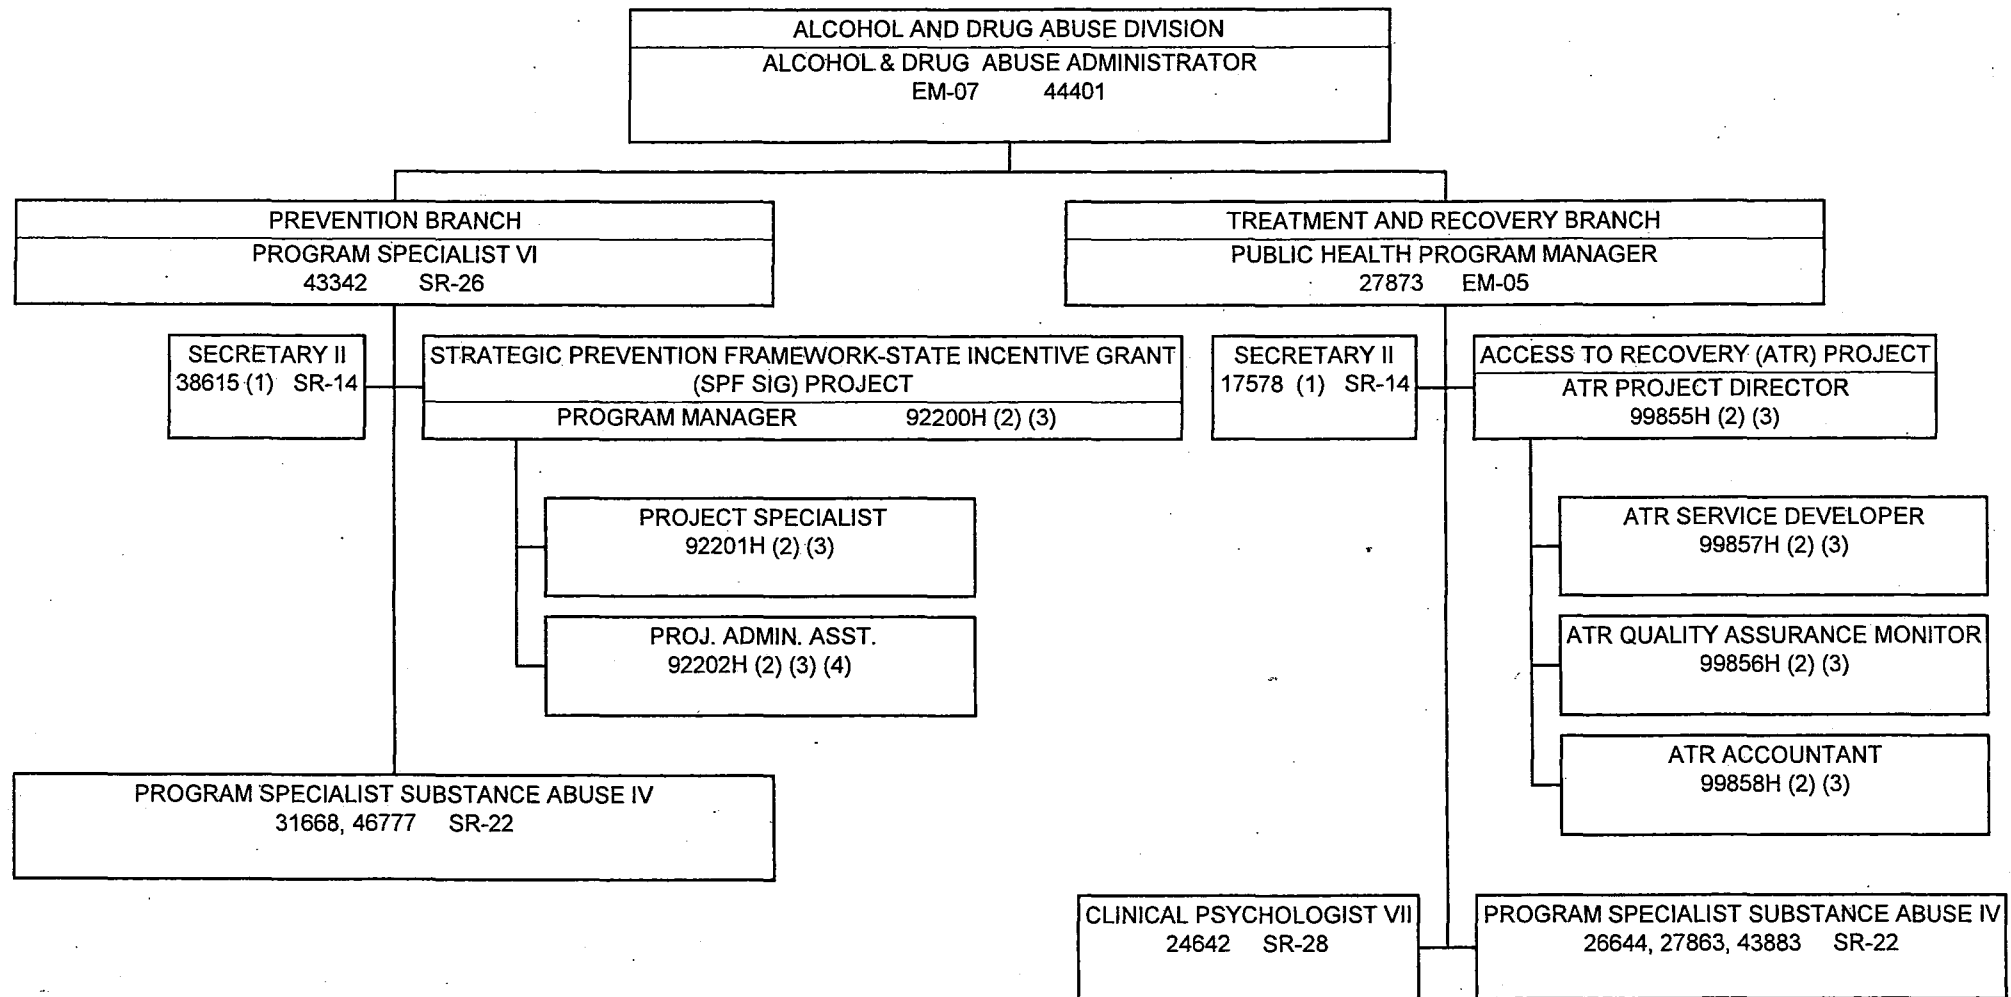 ALCOHOL AND DRUG ABUSE DIVISION
ALCOHOL & DRUG ABUSE ADMINISTRATOR
EM-07 44401
PREVENTION BRANCH
PROGRAM SPECIALIST VI
43342 SR-26
TREATMENT AND RECOVERY BRANCH
PUBLIC HEALTH PROGRAM MANAGER
27873 EM-05
SECRETARY II
38615 (1) SR-14
STRATEGIC PREVENTION FRAMEWORK-STATE INCENTIVE GRANT
(SPF SIG) PROJECT
PROGRAM MANAGER 92200H (2) (3)
SECRETARY II
17578 (1) SR-14
ACCESS TO RECOVERY (ATR) PROJECT
ATR PROJECT DIRECTOR
99855H (2) (3)
PROJECT SPECIALIST
92201H (2) (3)
PROJ. ADMIN. ASST.
92202H (2) (3) (4)
ATR SERVICE DEVELOPER
99857H (2) (3)
ATR QUALITY ASSURANCE MONITOR
99856H (2) (3)
ATR ACCOUNTANT
99858H (2) (3)
PROGRAM SPECIALIST SUBSTANCE ABUSE IV
31668, 46777 SR-22
CLINICAL PSYCHOLOGIST VII
24642 SR-28
PROGRAM SPECIALIST SUBSTANCE ABUSE IV
26644, 27863, 43883 SR-22